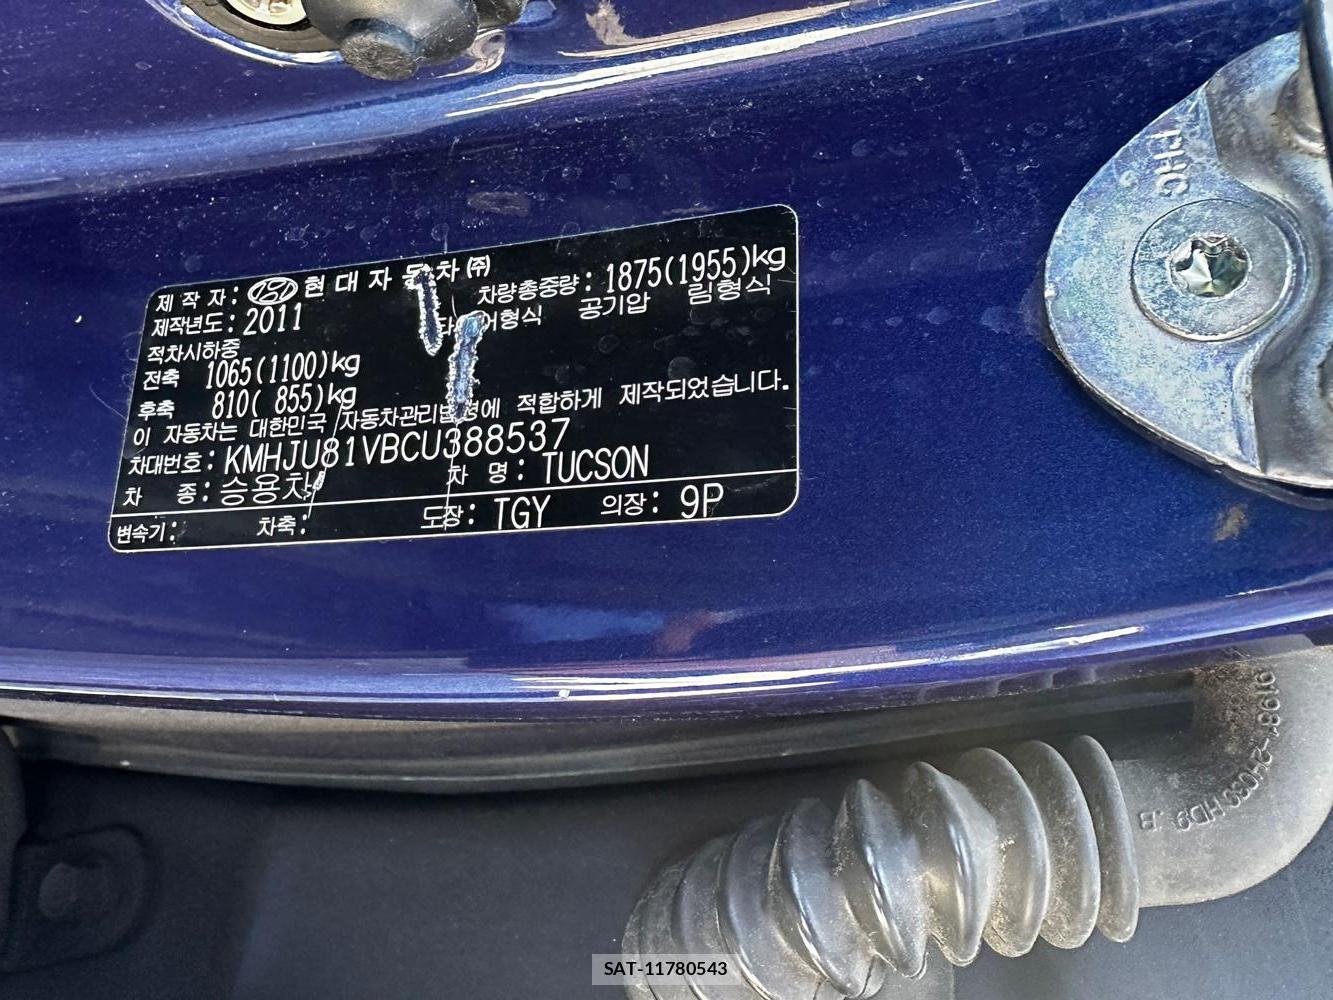 제 작 자: 현 대 자 동 차 ㈜
제작년도: 2011
차량총중량: 1875(1955)kg
형식 공기압 림형식
적차시하중
전축 1065(1100)kg
후축 810( 855)kg
이 자동차는 대한민국 자동차관리법령에 적합하게 제작되었습니다.
차대번호: KMHJU81VBCU388537
차 종: 승용차 차 명: TUCSON
변속기: 차축: 도장: TGY 의장: 9P
PHC
SAT-11780543